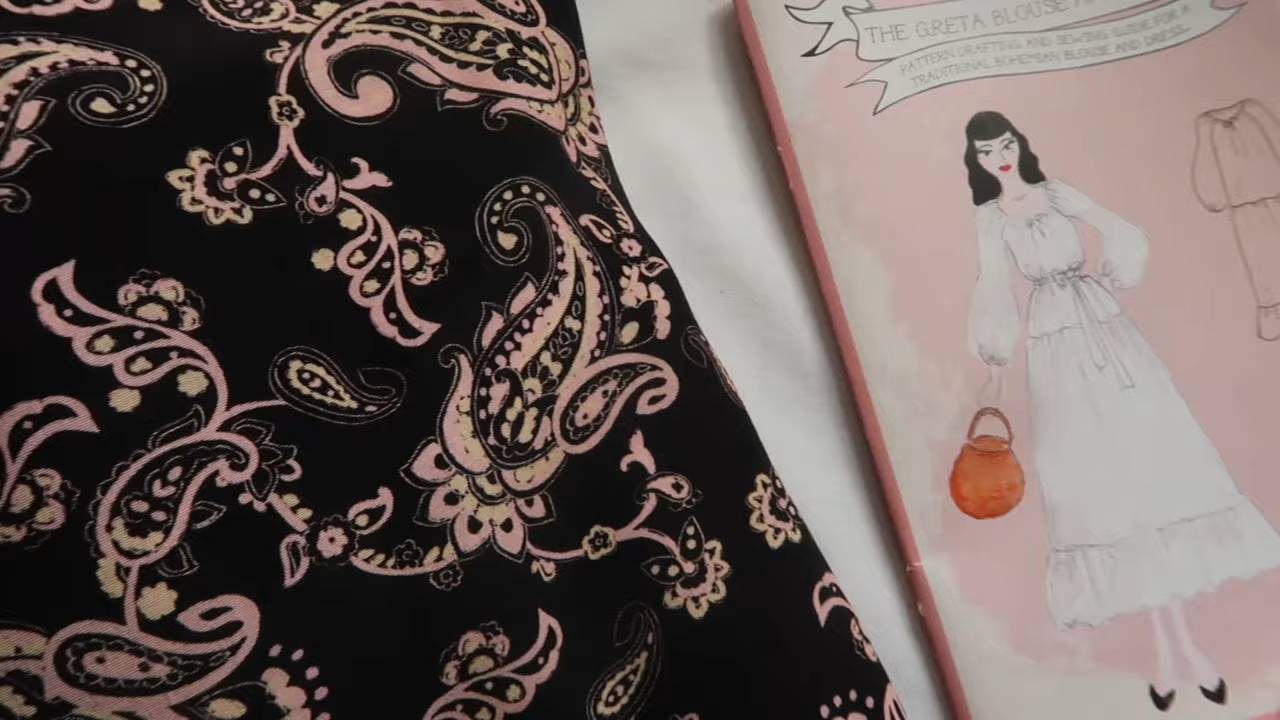 THE GRETA BLOUSE
PATTERN DRAFTING AND SEWING GUIDE FOR A
TRADITIONAL BOHEMIAN BLOUSE AND DRESS